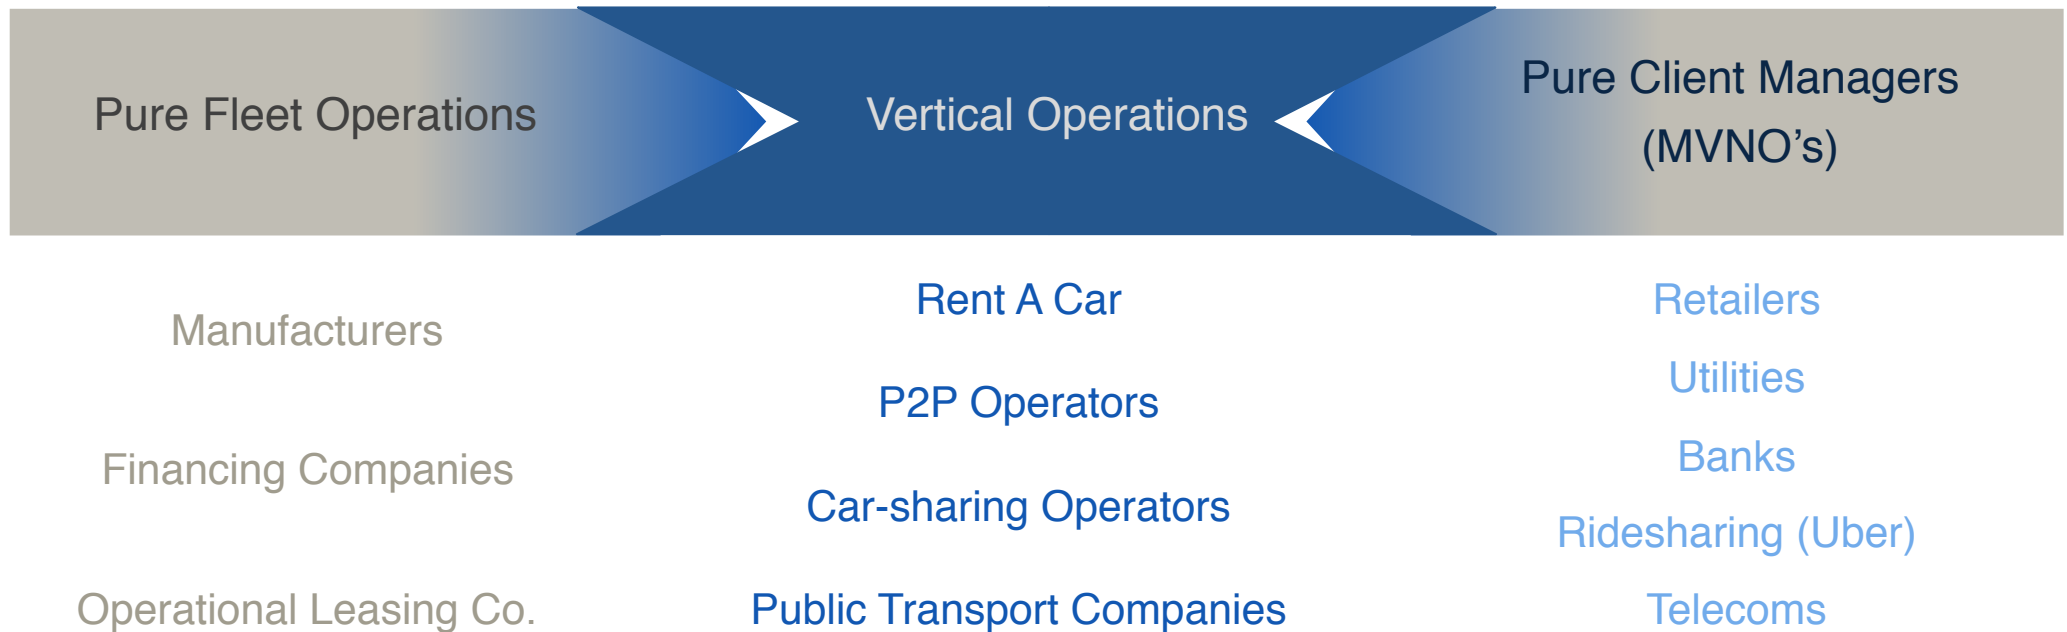 Pure Fleet Operations
Vertical Operations
Pure Client Managers
(MVNO’s)
Manufacturers
Financing Companies
Operational Leasing Co.
Rent A Car
P2P Operators
Car-sharing Operators
Public Transport Companies
Retailers
Utilities
Banks
Ridesharing (Uber)
Telecoms